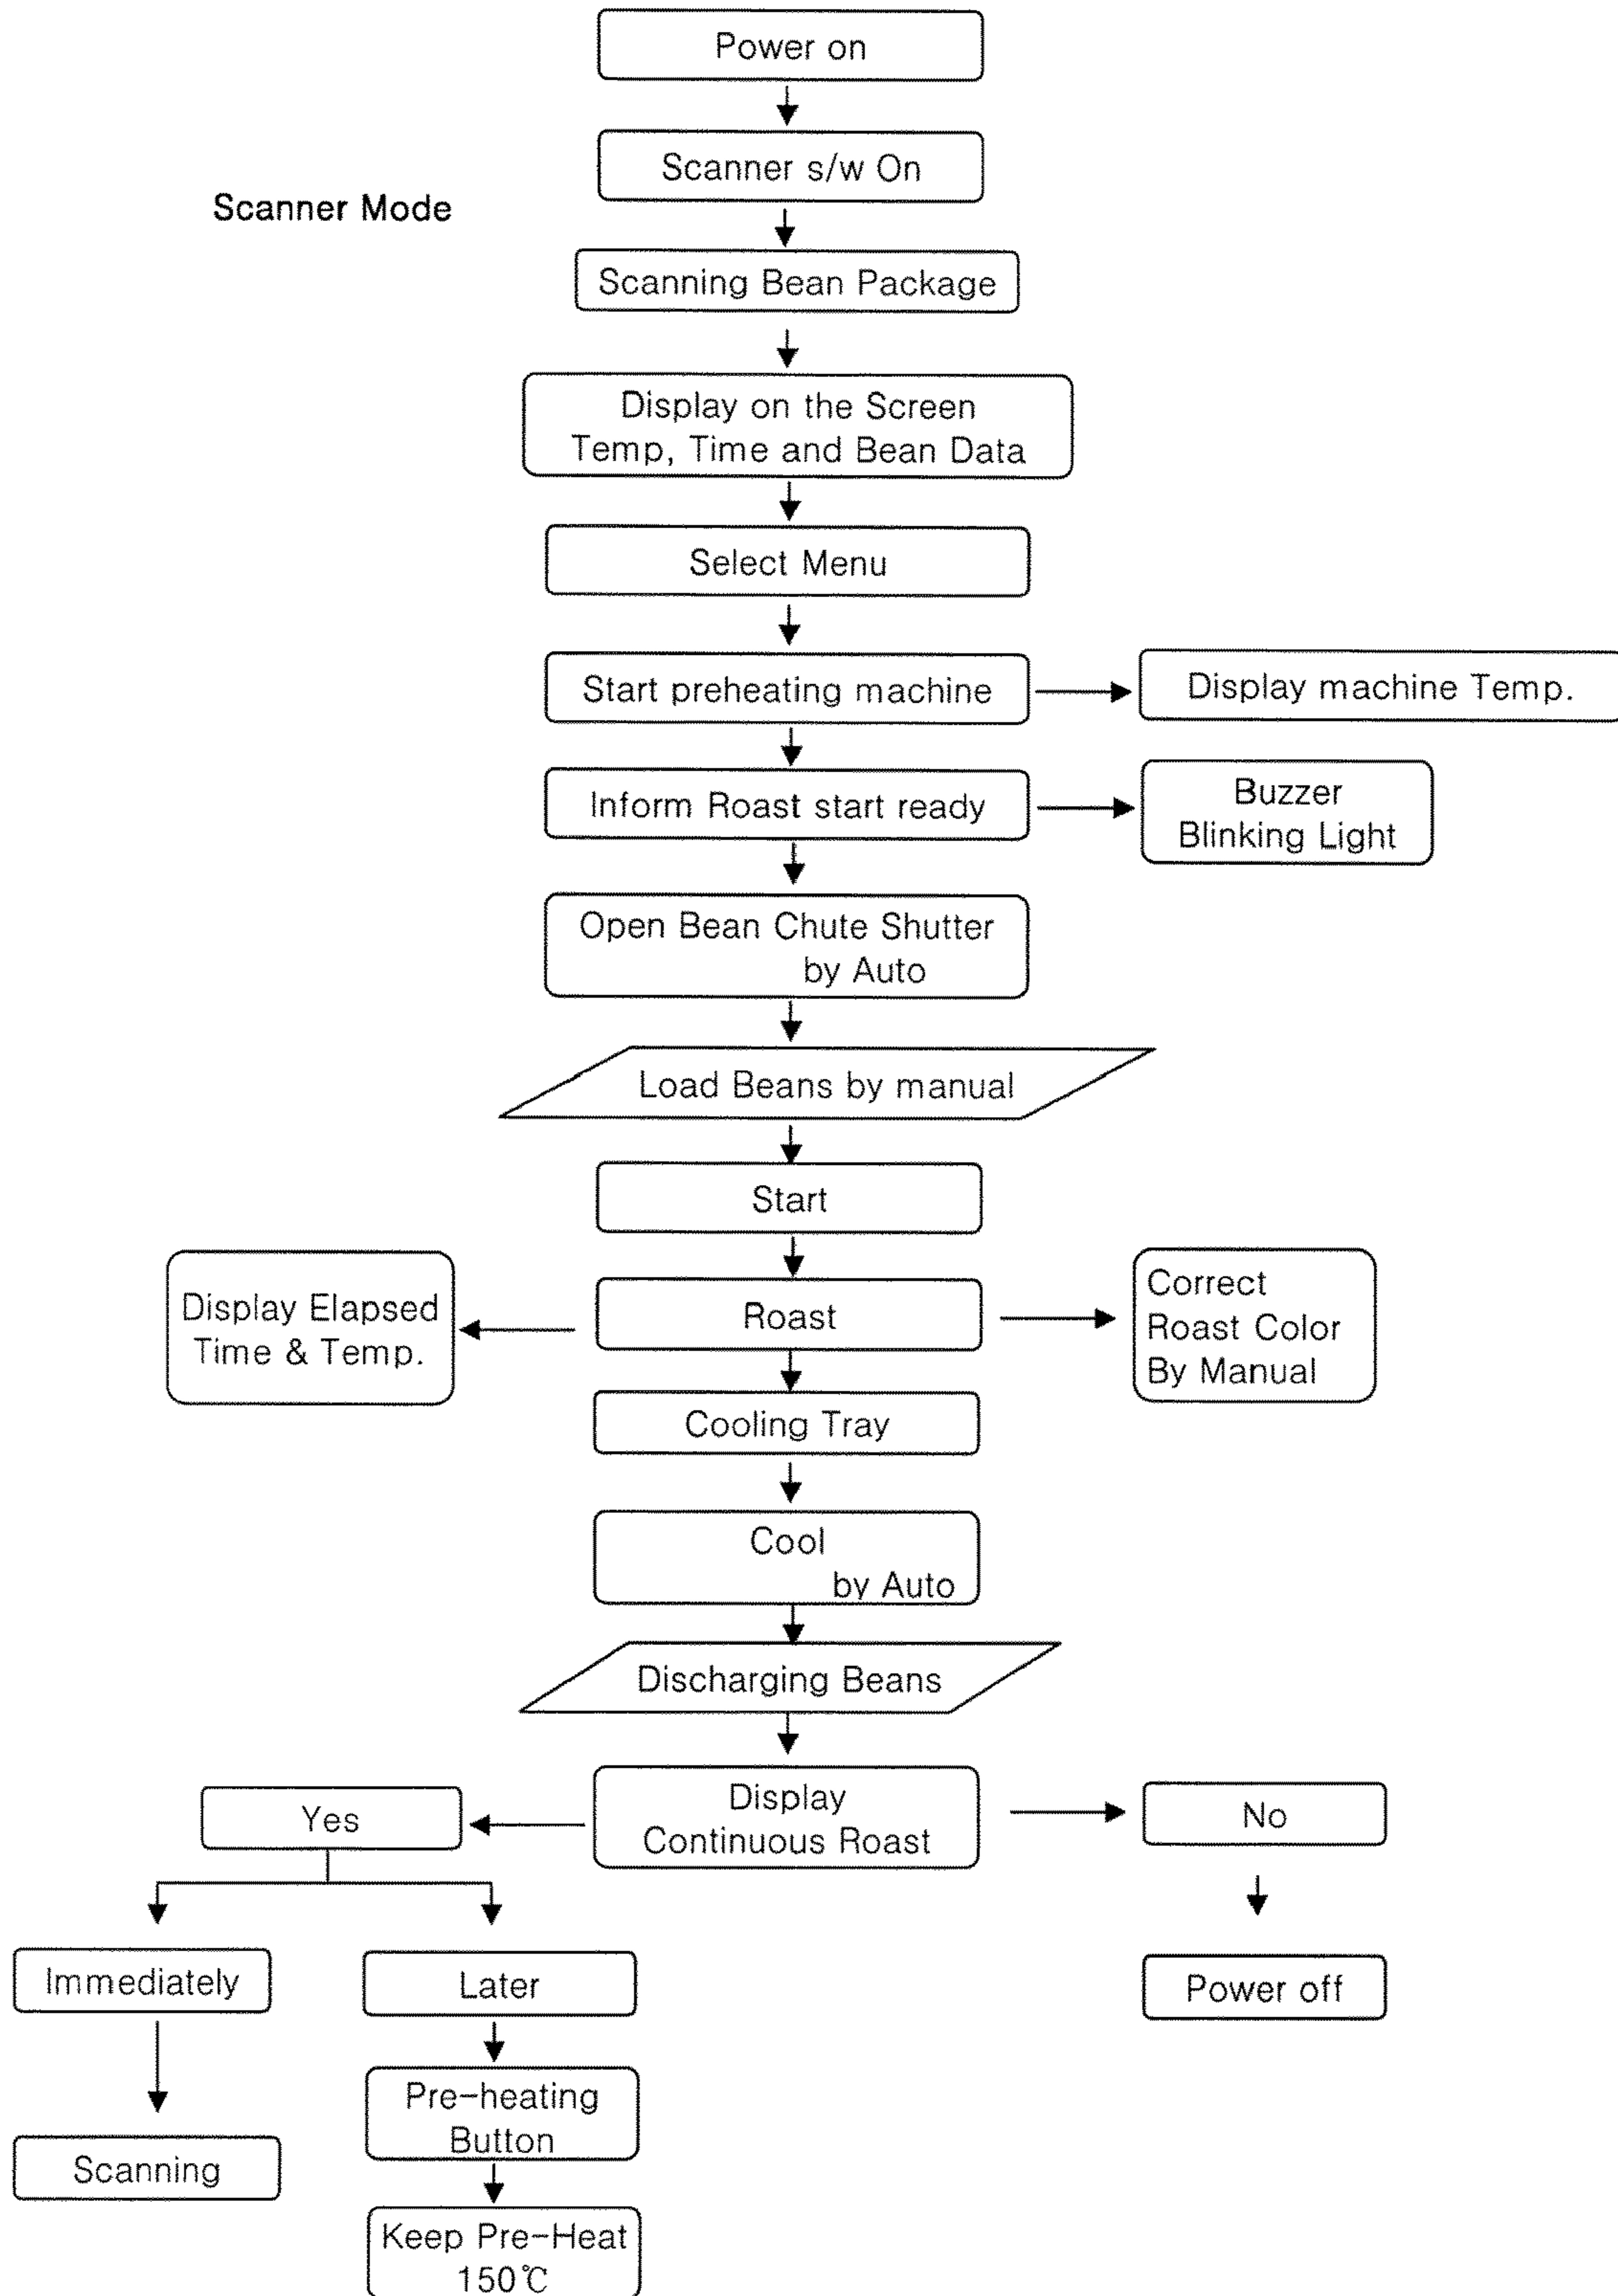 Power on
Scanner s/w On
Scanner Mode
Scanning Bean Package
Display on the Screen
Temp, Time and Bean Data
Select Menu
Start preheating machine
Display machine Temp.
Inform Roast start ready
Buzzer
Blinking Light
Open Bean Chute Shutter
by Auto
Load Beans by manual
Start
Display Elapsed
Time & Temp.
Roast
Correct
Roast Color
By Manual
Cooling Tray
Cool
by Auto
Discharging Beans
Yes
Display
Continuous Roast
No
Immediately
Later
Power off
Pre-heating
Button
Scanning
Keep Pre-Heat
150℃